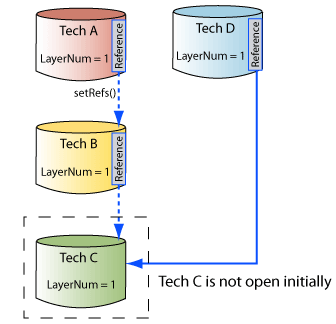 Tech A
Reference
LayerNum = 1
Tech D
Reference
LayerNum = 1
setRefs()
Tech B
Reference
LayerNum = 1
Tech C
LayerNum = 1
Tech C is not open initially